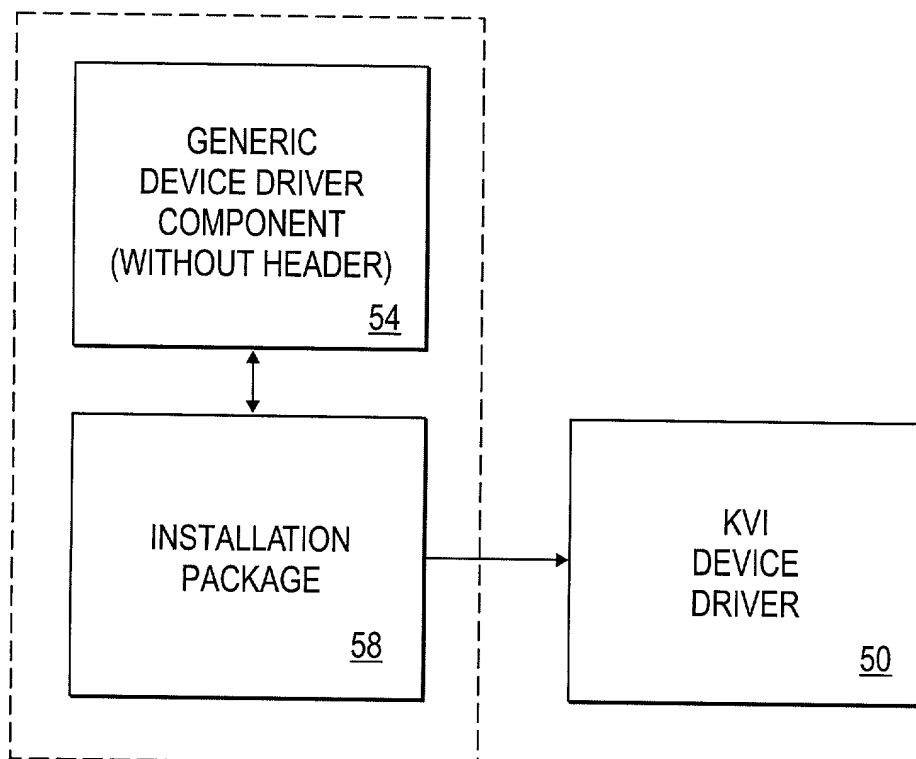 GENERIC
DEVICE DRIVER
COMPONENT
(WITHOUT HEADER)
54
INSTALLATION
PACKAGE
58
KVI
DEVICE
DRIVER
50